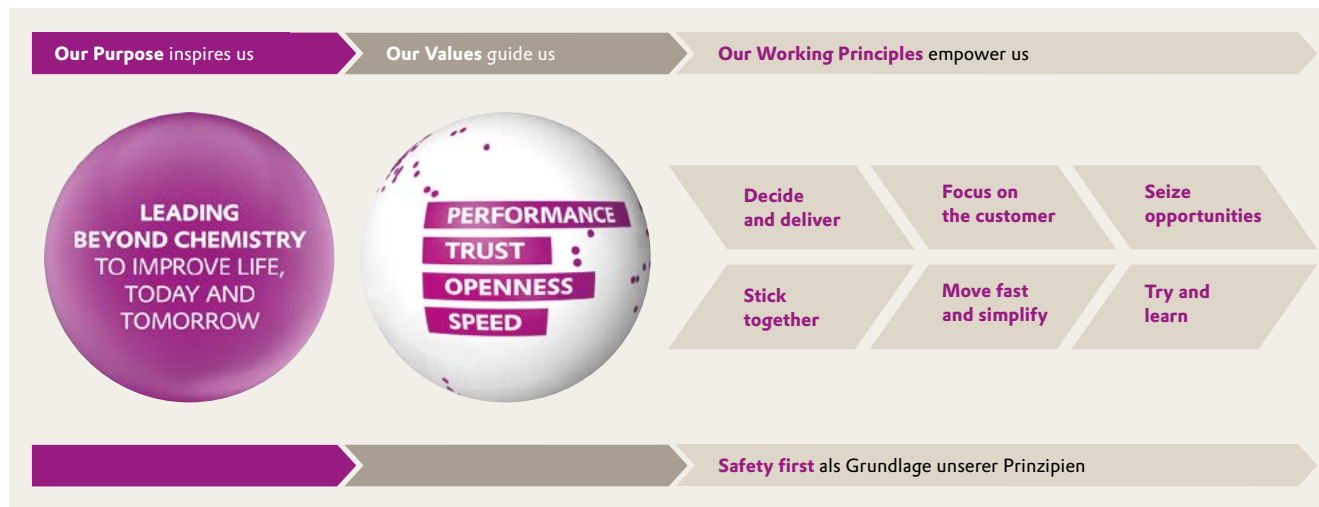 Our Purpose inspires us
Our Values guide us
Our Working Principles empower us
LEADING
BEYOND CHEMISTRY
TO IMPROVE LIFE,
TODAY AND
TOMORROW
PERFORMANCE
TRUST
OPENNESS
SPEED
Decide
and deliver
Focus on
the customer
Seize
opportunities
Stick
together
Move fast
and simplify
Try and
learn
Safety first als Grundlage unserer Prinzipien